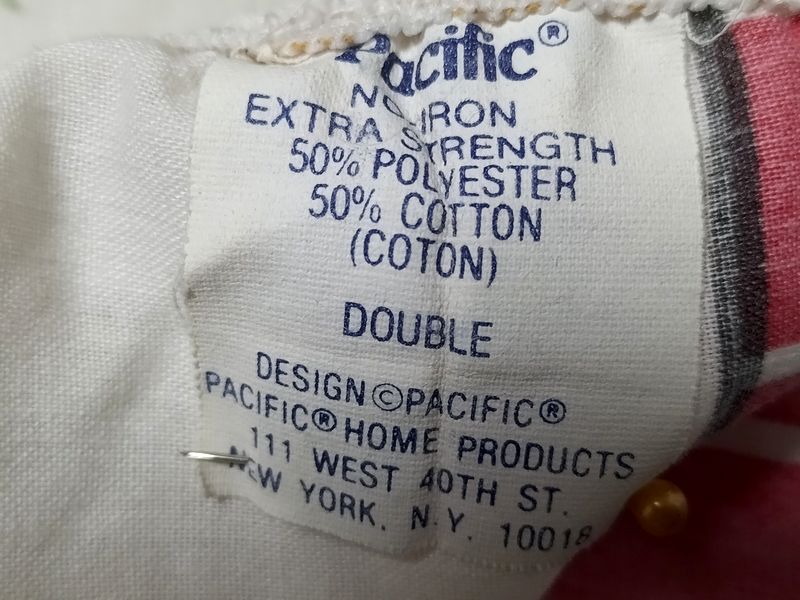 Pacific®
NO-IRON
EXTRA STRENGTH
50% POLYESTER
50% COTTON
(COTON)
DOUBLE
DESIGN©PACIFIC®
PACIFIC® HOME PRODUCTS
111 WEST 40TH ST.
NEW YORK. N.Y. 10018